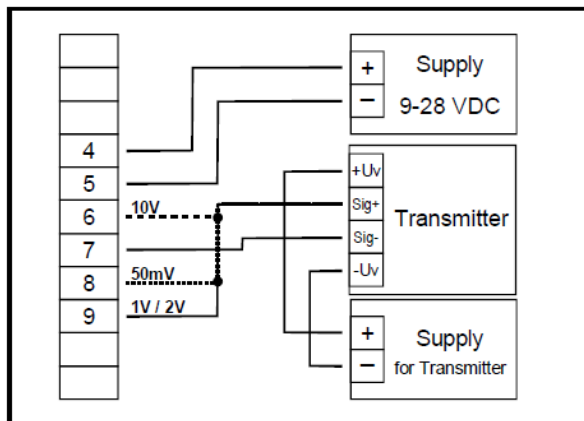 4
5
6
7
8
9
10V
50mV
1V / 2V
+ Supply
− 9-28 VDC
+Uv
Sig+
Sig-
-Uv
Transmitter
+ Supply
− for Transmitter